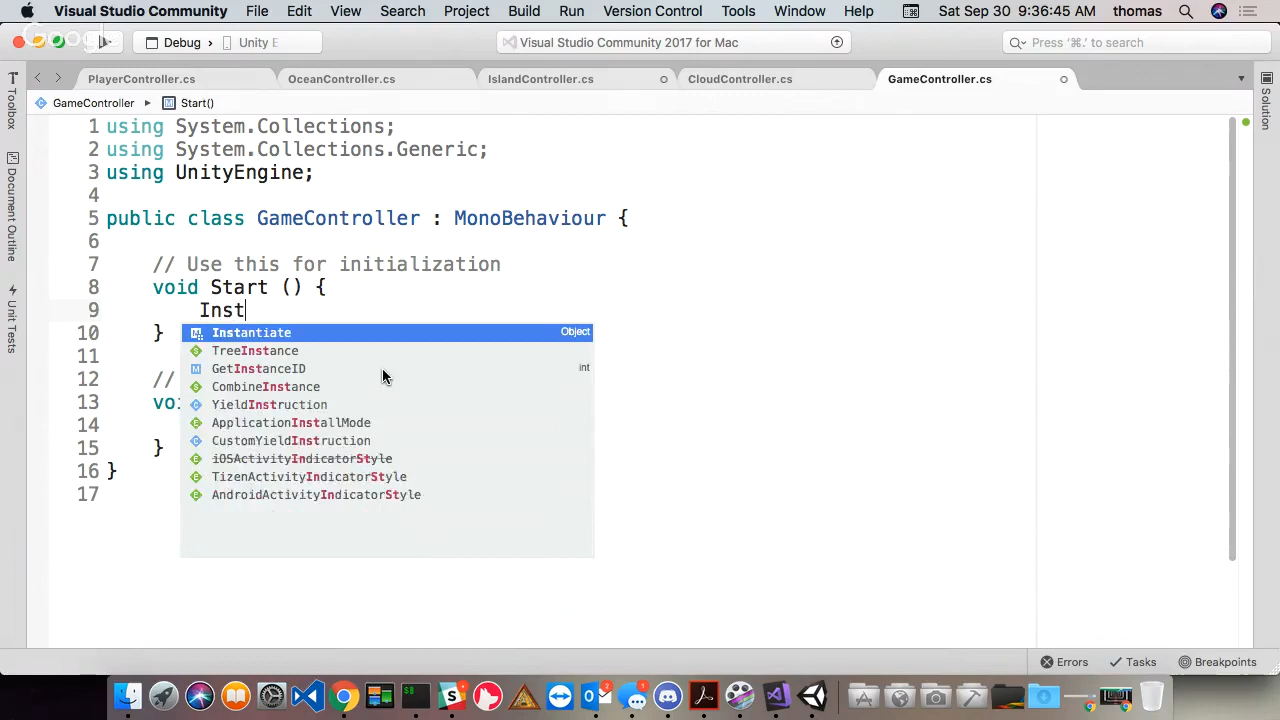 Visual Studio Community File Edit View Search Project Build Run Version Control Tools Window Help Sat Sep 30 9:36:45 AM thomas
Debug › Unity E
Visual Studio Community 2017 for Mac
Press '⌘.' to search
PlayerController.cs OceanController.cs IslandController.cs CloudController.cs GameController.cs
GameController Start()
Toolbox
Document Outline
Unit Tests
Solution
1 using System.Collections;
2 using System.Collections.Generic;
3 using UnityEngine;
4
5 public class GameController : MonoBehaviour {
6
7 // Use this for initialization
8 void Start () {
9 Inst
10 }
11
12 //
13 vo
14
15 }
16 }
17
Instantiate Object
TreeInstance
GetInstanceID int
CombineInstance
YieldInstruction
ApplicationInstallMode
CustomYieldInstruction
iOSActivityIndicatorStyle
TizenActivityIndicatorStyle
AndroidActivityIndicatorStyle
Errors Tasks Breakpoints